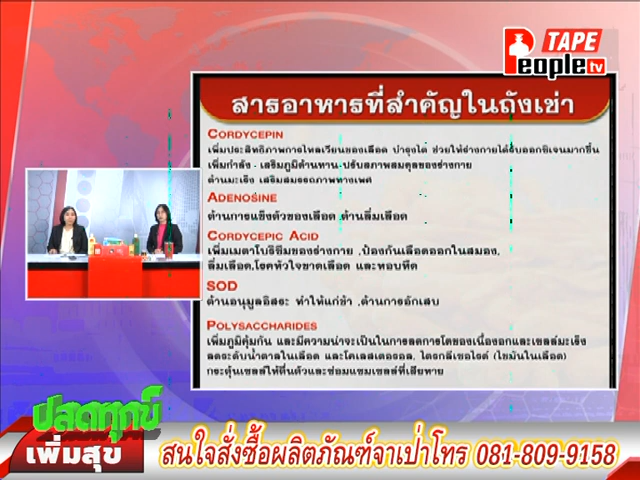 TAPE
People tv
สารอาหารที่สำคัญในถังเช่า
CORDYCEPIN
เพิ่มประสิทธิภาพการไหลเวียนของเลือด บำรุงไต ช่วยให้ร่างกายได้รับออกซิเจนมากขึ้น
เพิ่มกำลัง - เสริมภูมิต้านทาน- ปรับสภาพสมดุลของร่างกาย
ต้านมะเร็ง เสริมสมรรถภาพทางเพศ
ADENOSINE
ต้านการแข็งตัวของเลือด ,ต้านลิ่มเลือด
CORDYCEPIC ACID
เพิ่มเมตาโบริซึมของร่างกาย ,ป้องกันเลือดออกในสมอง,
ลิ่มเลือด,โรคหัวใจขาดเลือด และหอบหืด
SOD
ต้านอนุมูลอิสระ ทำให้แก่ช้า ,ต้านการอักเสบ
POLYSACCHARIDES
เพิ่มภูมิคุ้มกัน และมีความน่าจะเป็นในการลดการโตของเนื้องอกและเซลล์มะเร็ง
ลดระดับน้ำตาลในเลือด และโคเลสเตอรอล, ไตรกลีเซอไรด์ (ไขมันในเลือด)
กระตุ้นเซลล์ให้ตื่นตัวและซ่อมแซมเซลล์ที่เสียหาย
ปลดทุกข์
เพิ่มสุข
สนใจสั่งซื้อผลิตภัณฑ์จาเป่าโทร 081-809-9158